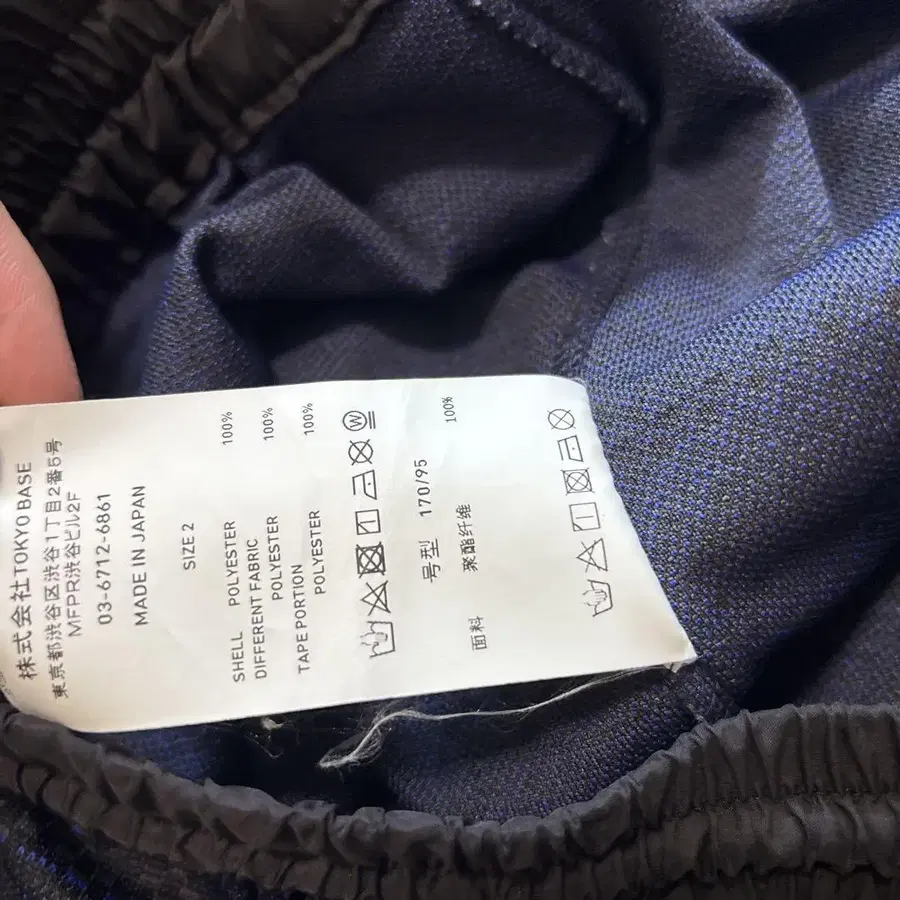 株式会社TOKYO BASE
東京都渋谷区渋谷1丁目2番5号
MFPR渋谷ビル2F
03-6712-6861
MADE IN JAPAN
SIZE 2
SHELL
POLYESTER 100%
DIFFERENT FABRIC
POLYESTER 100%
TAPE PORTION
POLYESTER 100%
W
号型 170/95
面料
聚酯纤维 100%